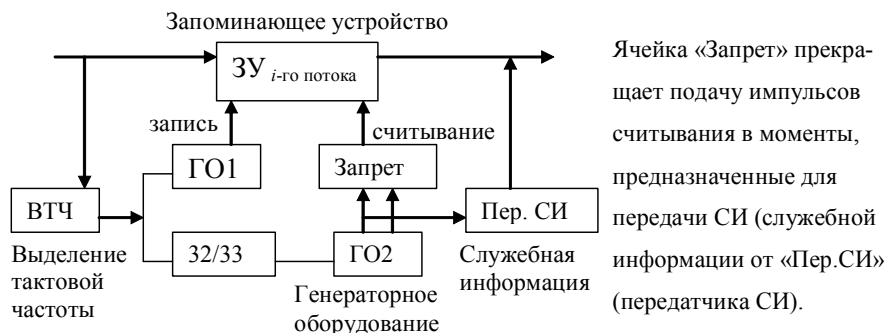 Запоминающее устройство
ЗУ i-го потока
запись
считывание
ГО1
Запрет
ВТЧ
Пер. СИ
Выделение
тактовой
частоты
32/33
ГО2
Генераторное
оборудование
Служебная
информация
Ячейка «Запрет» прекра-
щает подачу импульсов
считывания в моменты,
предназначенные для
передачи СИ (служебной
информации от «Пер.СИ»
(передатчика СИ).